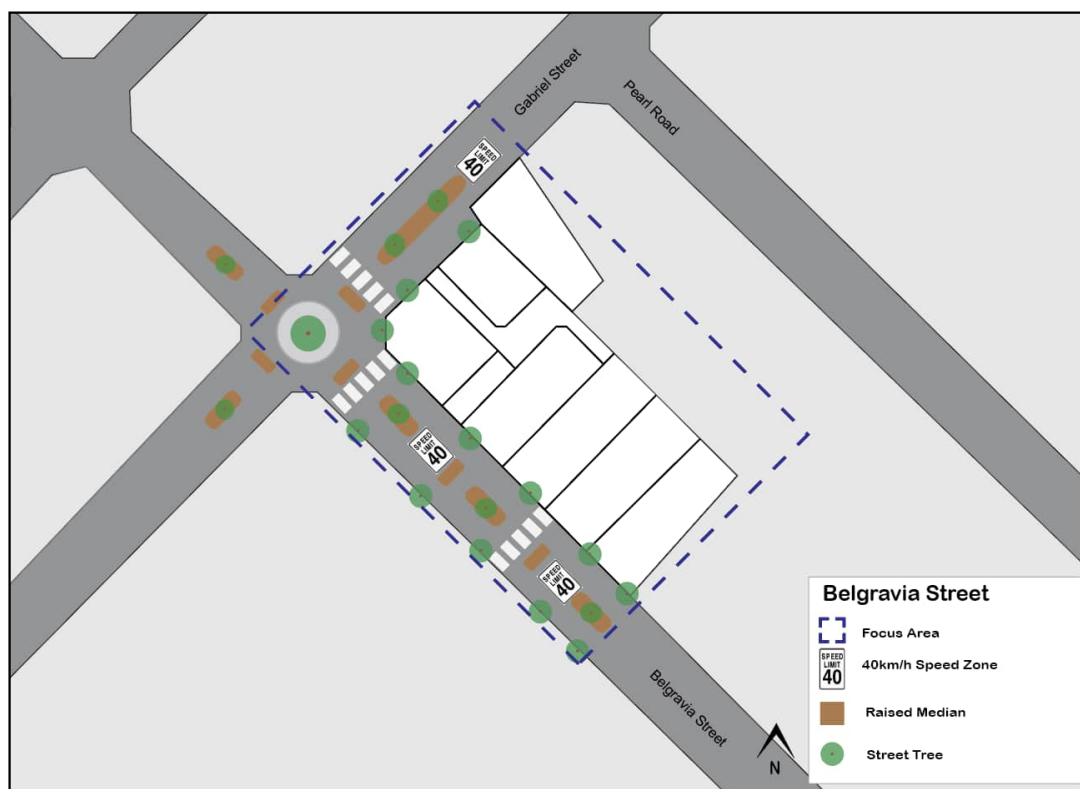 Gabriel Street
Pearl Road
SPEED
LIMIT
40
SPEED
LIMIT
40
SPEED
LIMIT
40
Belgravia Street
Belgravia Street
Focus Area
SPEED
LIMIT
40
40km/h Speed Zone
Raised Median
Street Tree
N